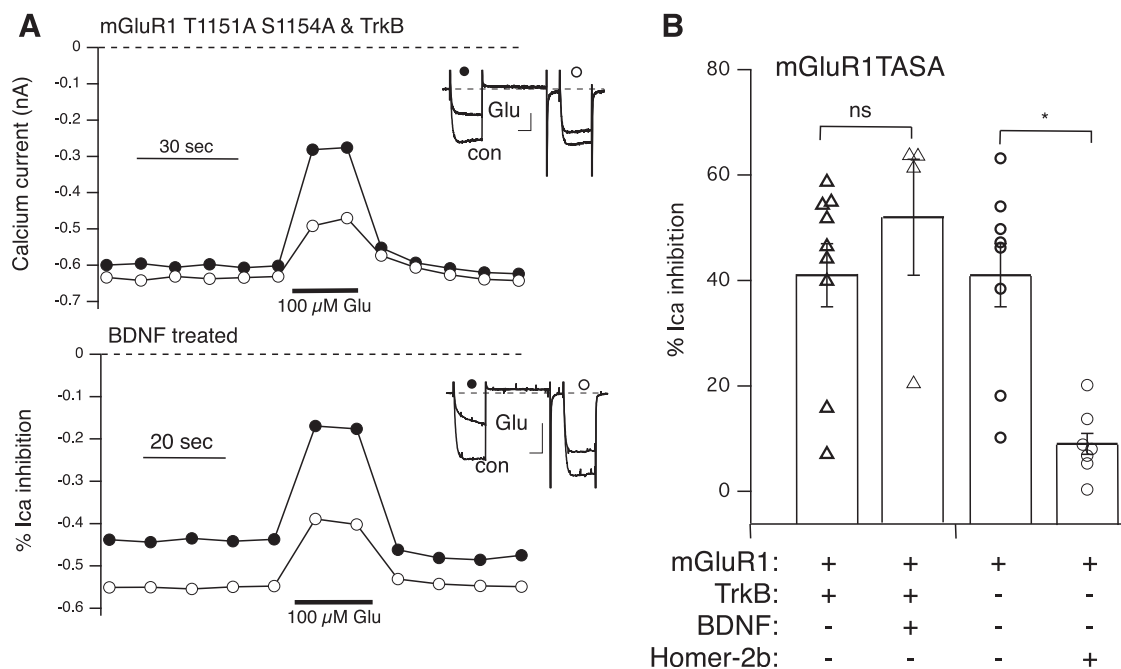 A
mGluR1 T1151A S1154A & TrkB
Calcium current (nA)
0
-0.1
-0.2
-0.3
-0.4
-0.5
-0.6
-0.7
30 sec
Glu
con
100 µM Glu
BDNF treated
% Ica inhibition
0
-0.1
-0.2
-0.3
-0.4
-0.5
-0.6
20 sec
Glu
con
100 µM Glu
B
mGluR1TASA
% Ica inhibition
80
60
40
20
0
ns
*
mGluR1: + + + +
TrkB: + + - -
BDNF: - + - -
Homer-2b: - - - +